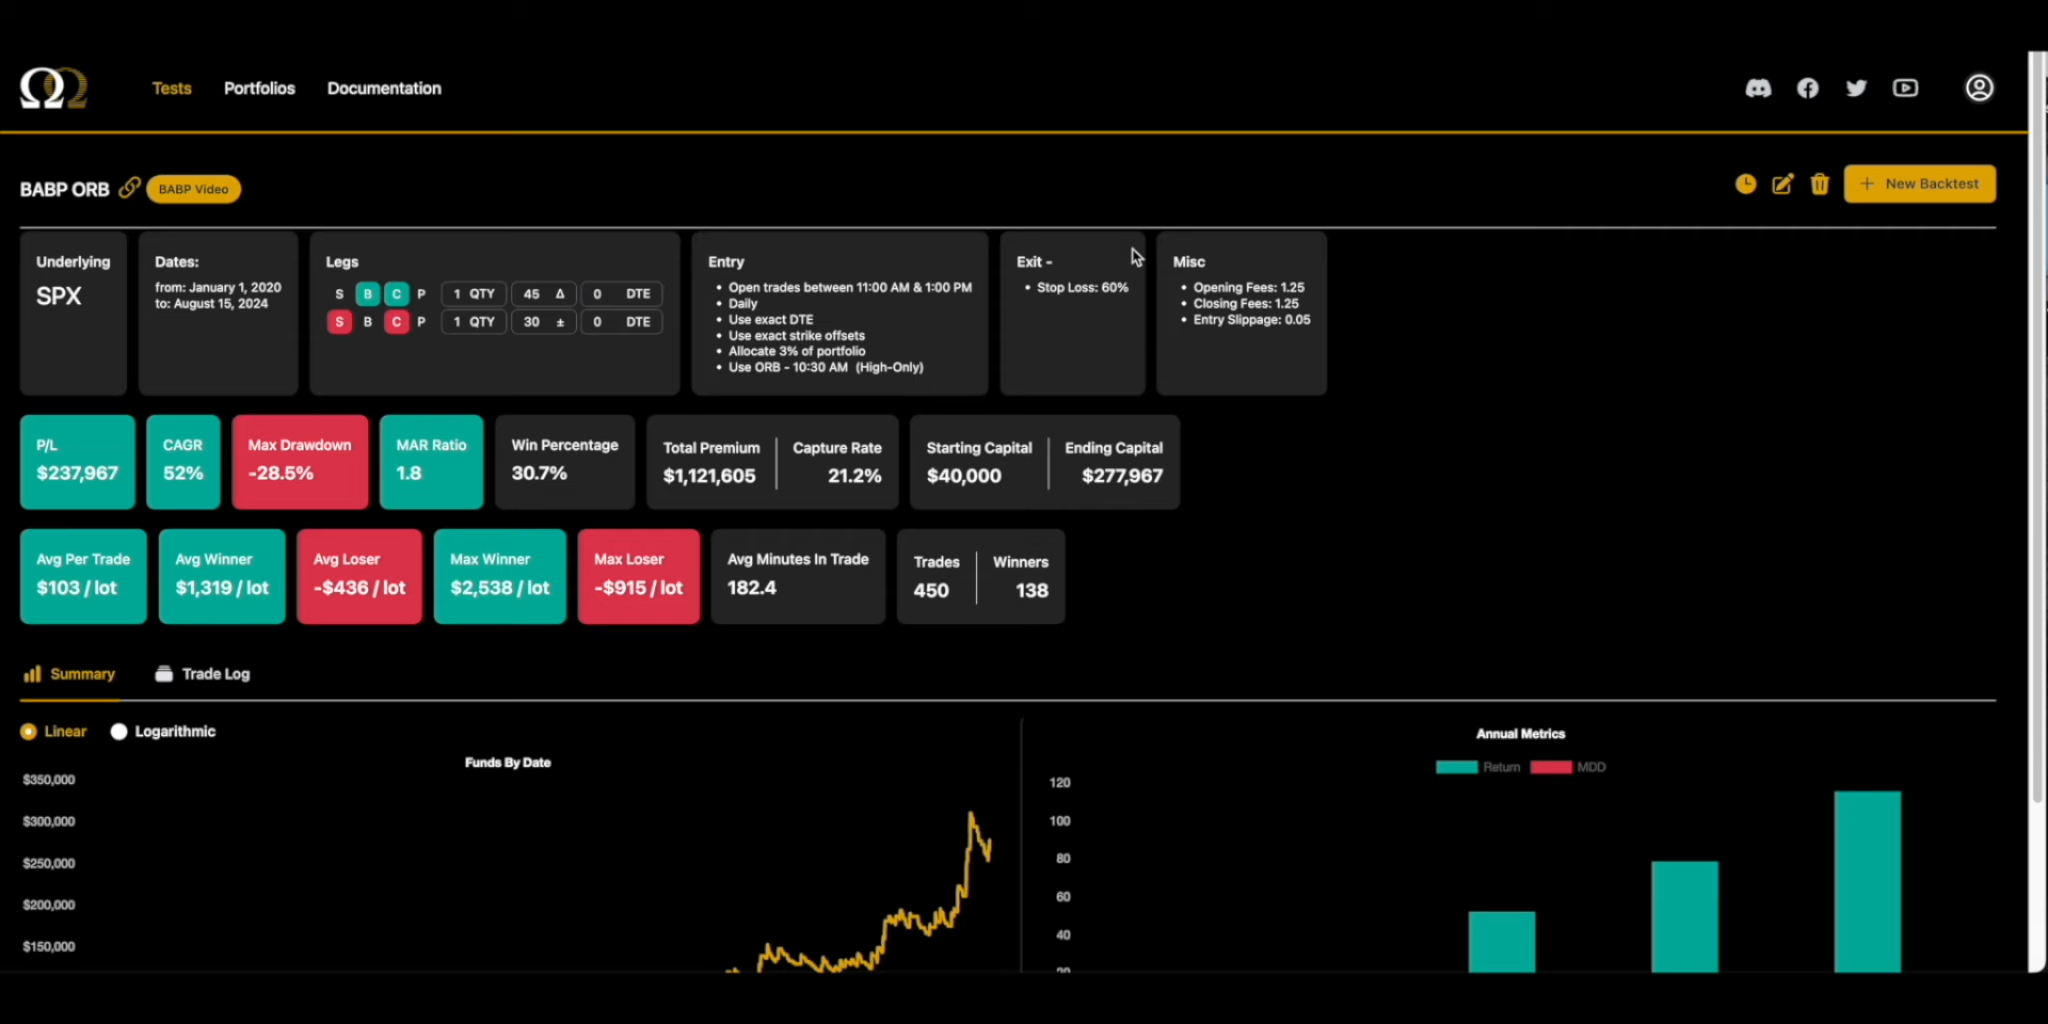 Tests Portfolios Documentation
BABP ORB BABP Video
+ New Backtest
Underlying
SPX
Dates:
from: January 1, 2020
to: August 15, 2024
Legs
S B C P 1 QTY 45 Δ 0 DTE
S B C P 1 QTY 30 ± 0 DTE
Entry
• Open trades between 11:00 AM & 1:00 PM
• Daily
• Use exact DTE
• Use exact strike offsets
• Allocate 3% of portfolio
• Use ORB - 10:30 AM (High-Only)
Exit -
• Stop Loss: 60%
Misc
• Opening Fees: 1.25
• Closing Fees: 1.25
• Entry Slippage: 0.05
P/L
$237,967
CAGR
52%
Max Drawdown
-28.5%
MAR Ratio
1.8
Win Percentage
30.7%
Total Premium
$1,121,605
Capture Rate
21.2%
Starting Capital
$40,000
Ending Capital
$277,967
Avg Per Trade
$103 / lot
Avg Winner
$1,319 / lot
Avg Loser
-$436 / lot
Max Winner
$2,538 / lot
Max Loser
-$915 / lot
Avg Minutes In Trade
182.4
Trades
450
Winners
138
Summary Trade Log
Linear Logarithmic
Funds By Date
$350,000
$300,000
$250,000
$200,000
$150,000
Annual Metrics
Return MDD
120
100
80
60
40
20